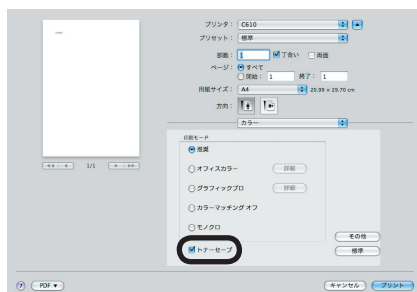 プリンタ： C610
プリセット： 標準
部数： 1 丁合い 両面
ページ： すべて
開始： 1 終了： 1
用紙サイズ： A4 20.99 x 29.70 cm
方向：
カラー
印刷モード
推奨
オフィスカラー 詳細
グラフィックプロ 詳細
カラーマッチング オフ
モノクロ
トナーセーブ
その他
標準
1/1
? PDF キャンセル プリント